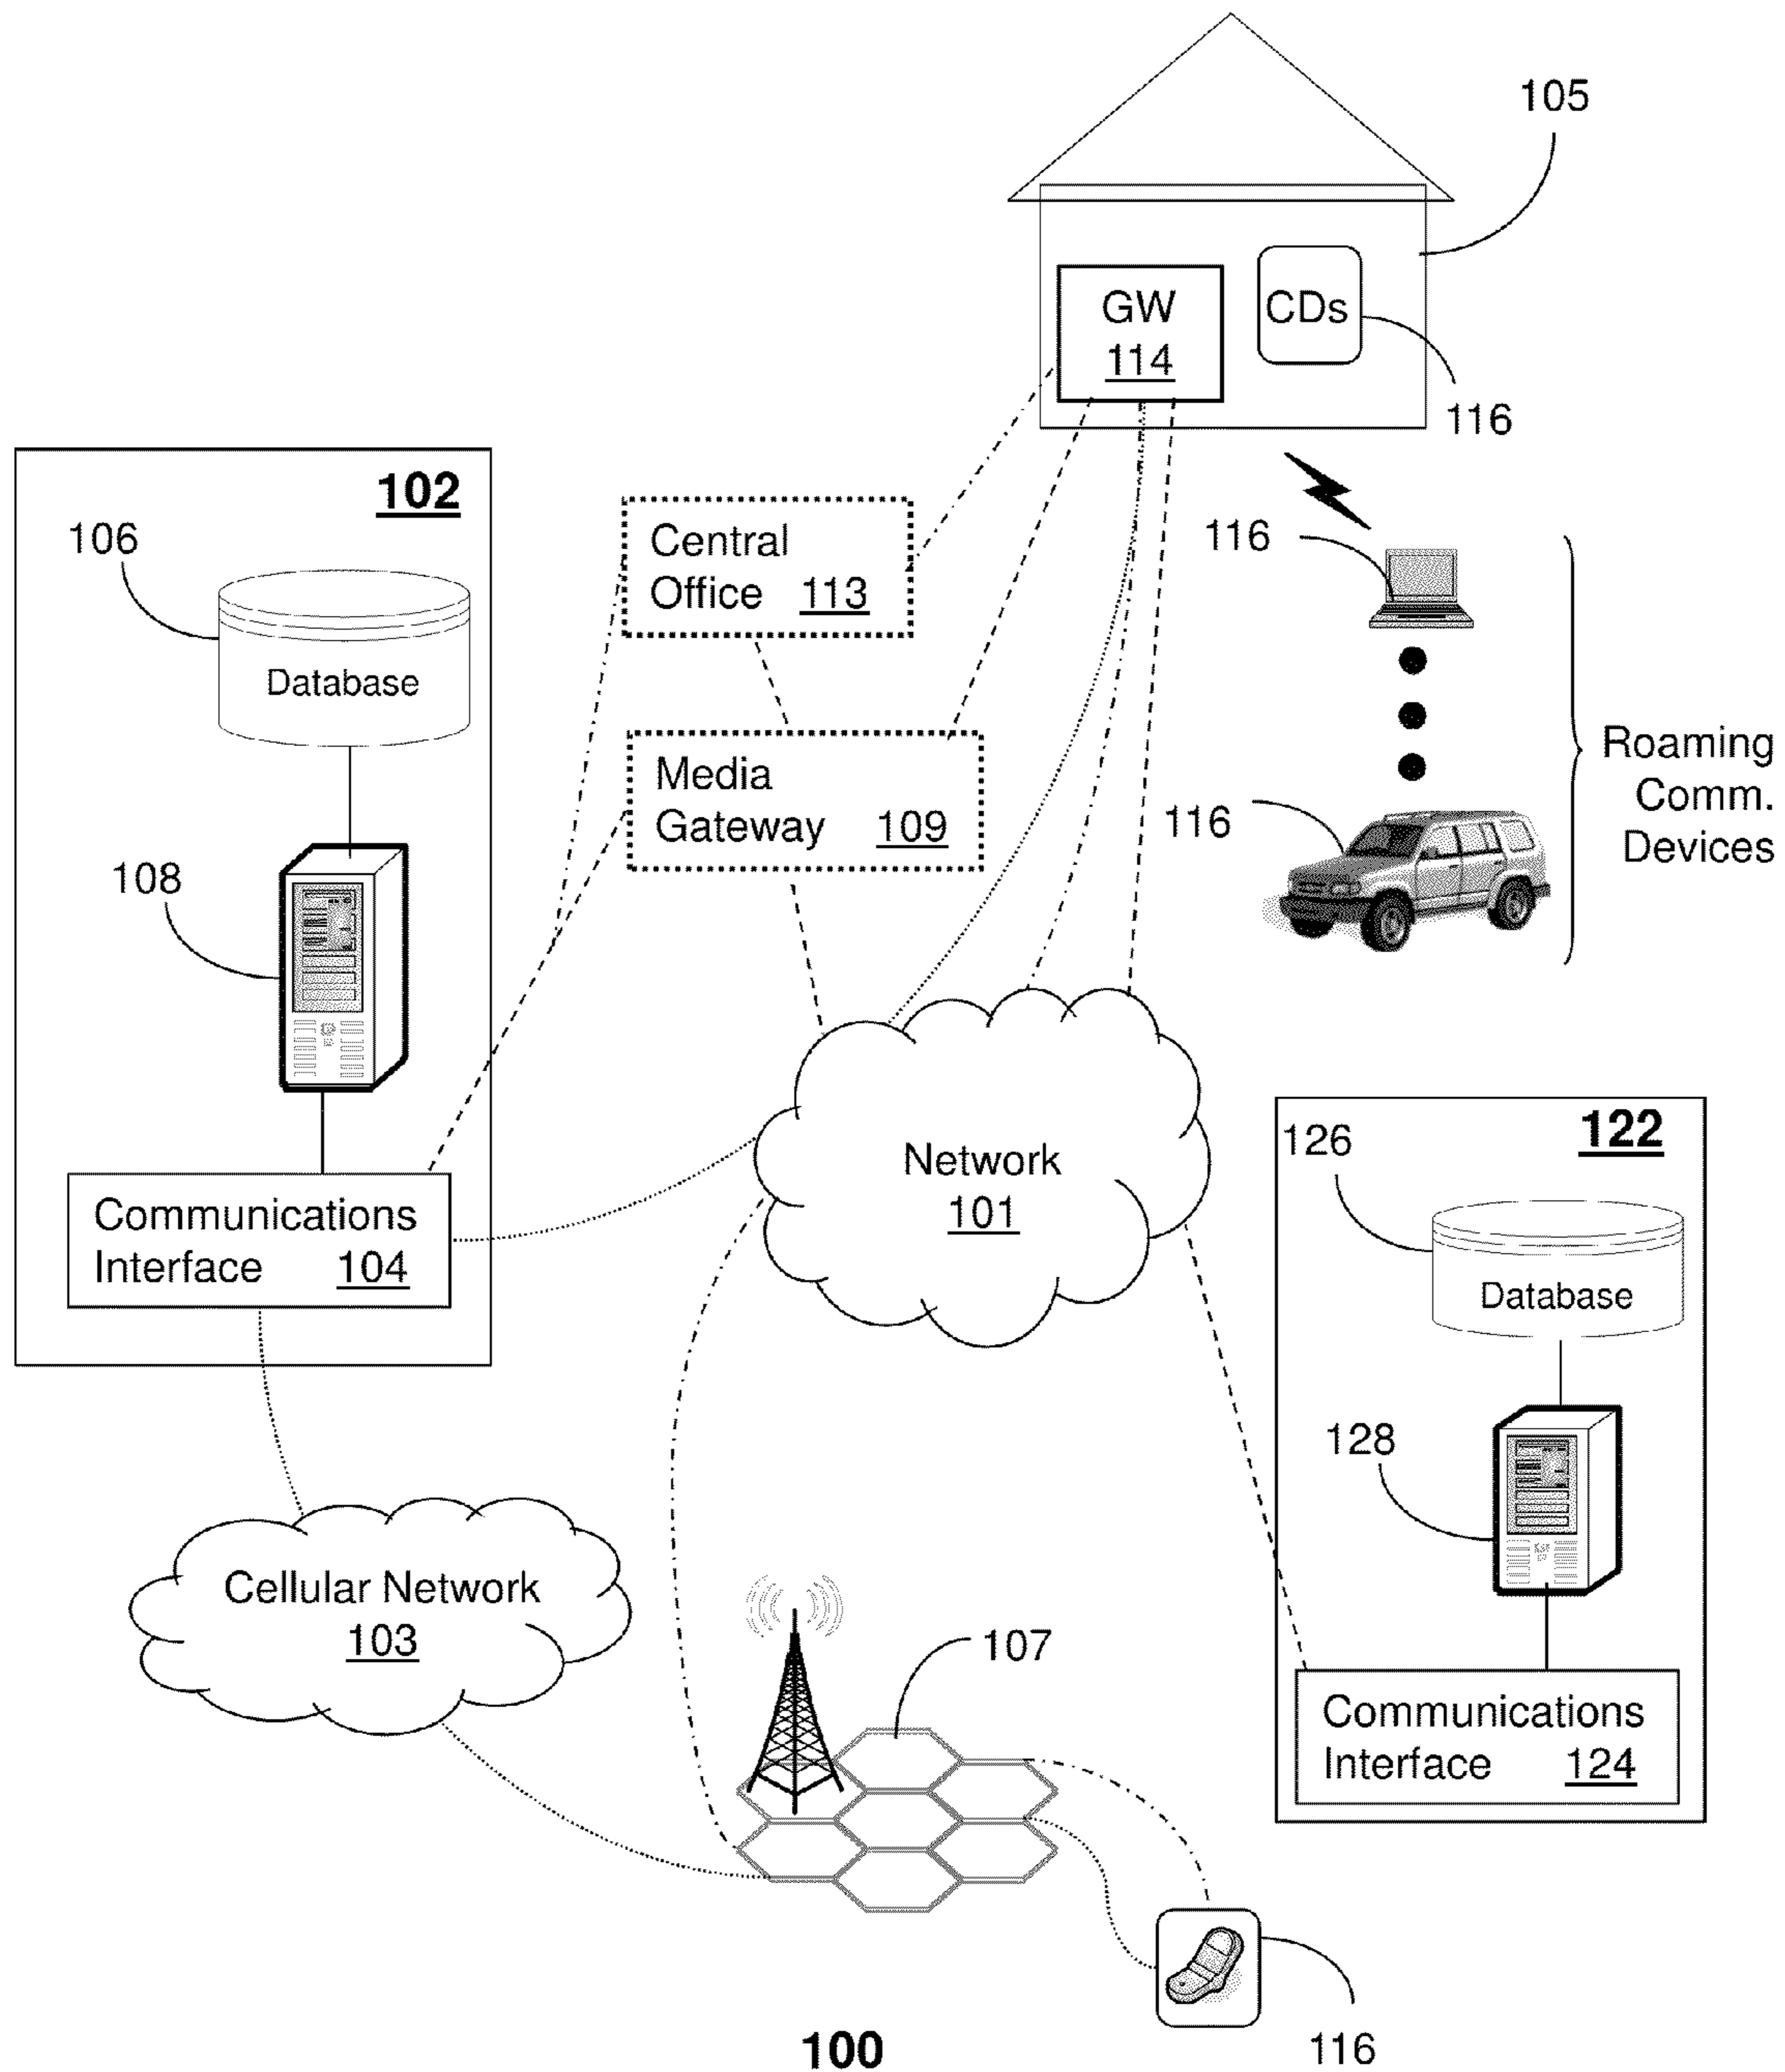 105
GW
114
CDs
116
102
106
Database
108
Communications
Interface 104
Central
Office 113
Media
Gateway 109
116
116
Roaming
Comm.
Devices
Network
101
122
126
Database
128
Communications
Interface 124
Cellular Network
103
107
116
100